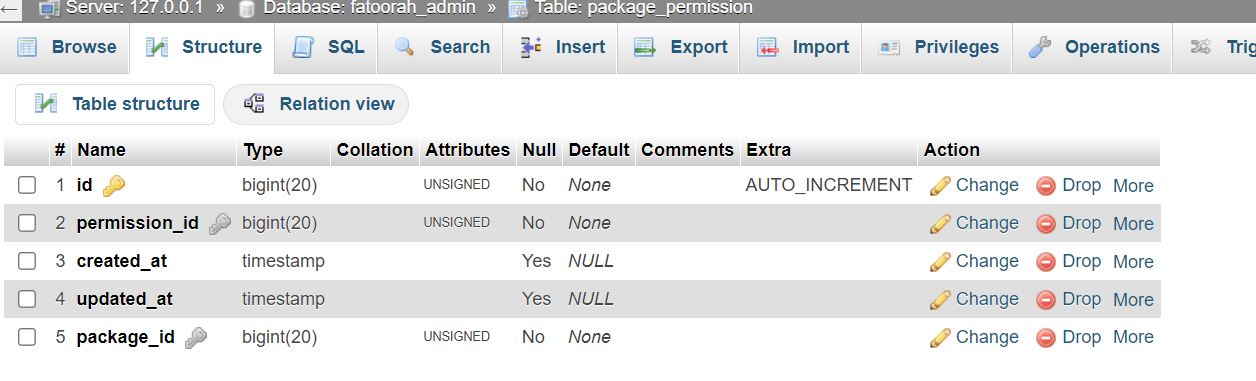 ← Server: 127.0.0.1 » Database: fatoorah_admin » Table: package_permission
Browse Structure SQL Search Insert Export Import Privileges Operations Trig
Table structure Relation view
# Name Type Collation Attributes Null Default Comments Extra Action
1 id bigint(20) UNSIGNED No None AUTO_INCREMENT Change Drop More
2 permission_id bigint(20) UNSIGNED No None Change Drop More
3 created_at timestamp Yes NULL Change Drop More
4 updated_at timestamp Yes NULL Change Drop More
5 package_id bigint(20) UNSIGNED No None Change Drop More